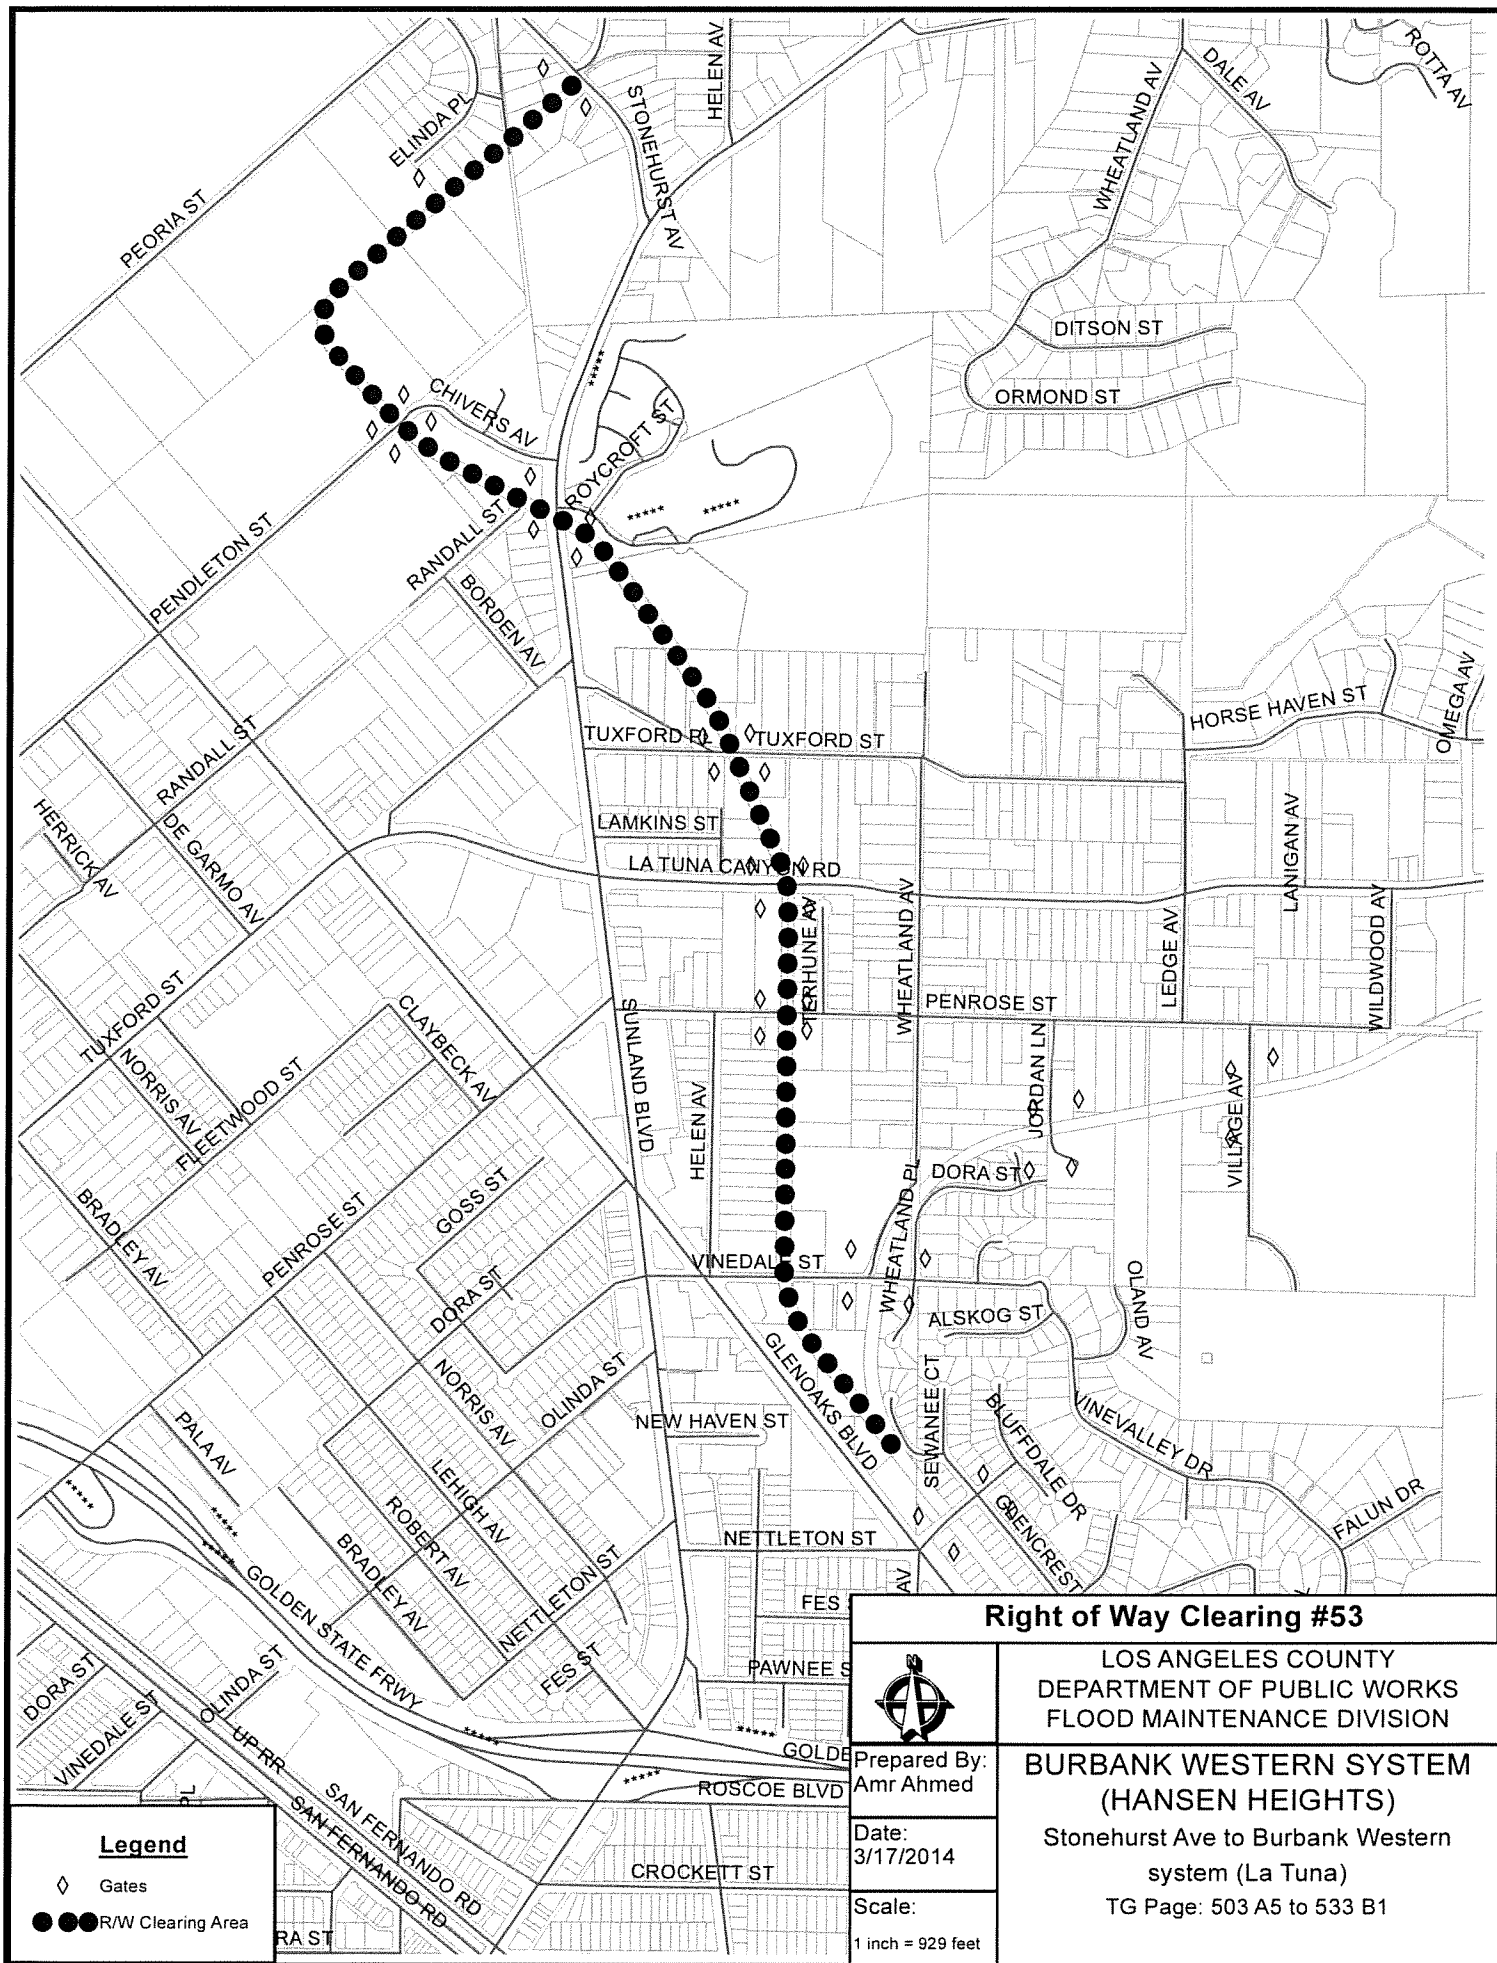 ROTTA AV
DALE AV
HELEN AV
WHEATLAND AV
STONEHURST AV
ELINDA PL
PEORIA ST
DITSON ST
ORMOND ST
CHIVERS AV
*****
ROYCROFT ST
*****
*****
RANDALL ST
PENDLETON ST
BORDEN AV
HORSE HAVEN ST
OMEGA AV
TUXFORD PL
TUXFORD ST
RANDALL ST
HERRICK AV
DE GARMO AV
LAMKINS ST
LA TUNA CANYON RD
LANIGAN AV
WILDWOOD AV
WHEATLAND AV
LEDGE AV
TERHUNE AV
PENROSE ST
TUXFORD ST
CLAYBECK AV
SUNLAND BLVD
NORRIS AV
FLEETWOOD ST
JORDAN LN
VILLAGE AV
HELEN AV
DORA ST
WHEATLAND PL
BRADLEY AV
PENROSE ST
GOSS ST
VINEDALE ST
DORA ST
OLAND AV
ALSKOG ST
GLENOAKS BLVD
NORRIS AV
OLINDA ST
SEWANEE CT
BLUFFDALE DR
VINEVALLEY DR
NEW HAVEN ST
PALA AV
LEHIGH AV
ROBERT AV
BRADLEY AV
*****
*****
*****
GLENCREST
FALUN DR
NETTLETON ST
NETTLETON ST
GOLDEN STATE FRWY
FES
AV
FES ST
PAWNEE S
DORA ST
OLINDA ST
VINEDALE ST
UP RR
*****
*****
GOLDE
*****
ROSCOE BLVD
PL
SAN FERNANDO RD
SAN FERNANDO RD
CROCKETT ST
RA ST
Legend
Gates
R/W Clearing Area
Right of Way Clearing #53
N
LOS ANGELES COUNTY
DEPARTMENT OF PUBLIC WORKS
FLOOD MAINTENANCE DIVISION
Prepared By:
Amr Ahmed
Date:
3/17/2014
Scale:
1 inch = 929 feet
BURBANK WESTERN SYSTEM
(HANSEN HEIGHTS)
Stonehurst Ave to Burbank Western
system (La Tuna)
TG Page: 503 A5 to 533 B1